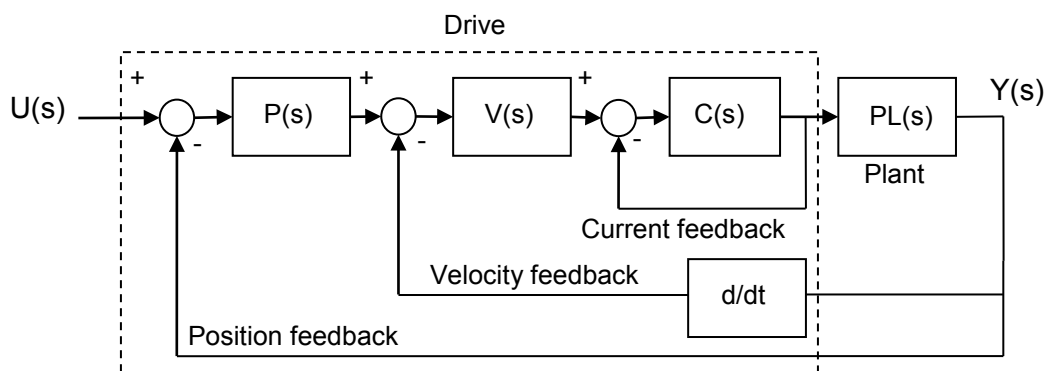 Drive
U(s)
+
-
P(s)
+
-
V(s)
+
-
C(s)
PL(s)
Plant
Y(s)
Current feedback
Velocity feedback
d/dt
Position feedback